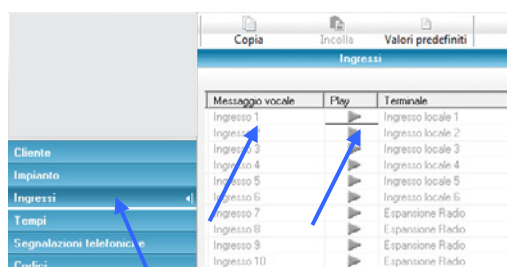 Copia Incolla Valori predefiniti
Ingressi
Messaggio vocale Play Terminale
Ingresso 1 Ingresso locale 1
Ingresso 2 Ingresso locale 2
Ingresso 3 Ingresso locale 3
Ingresso 4 Ingresso locale 4
Ingresso 5 Ingresso locale 5
Ingresso 6 Ingresso locale 6
Ingresso 7 Espansione Radio
Ingresso 8 Espansione Radio
Ingresso 9 Espansione Radio
Ingresso 10 Espansione Radio
Cliente
Impianto
Ingressi
Tempi
Segnalazioni telefoniche
Codici